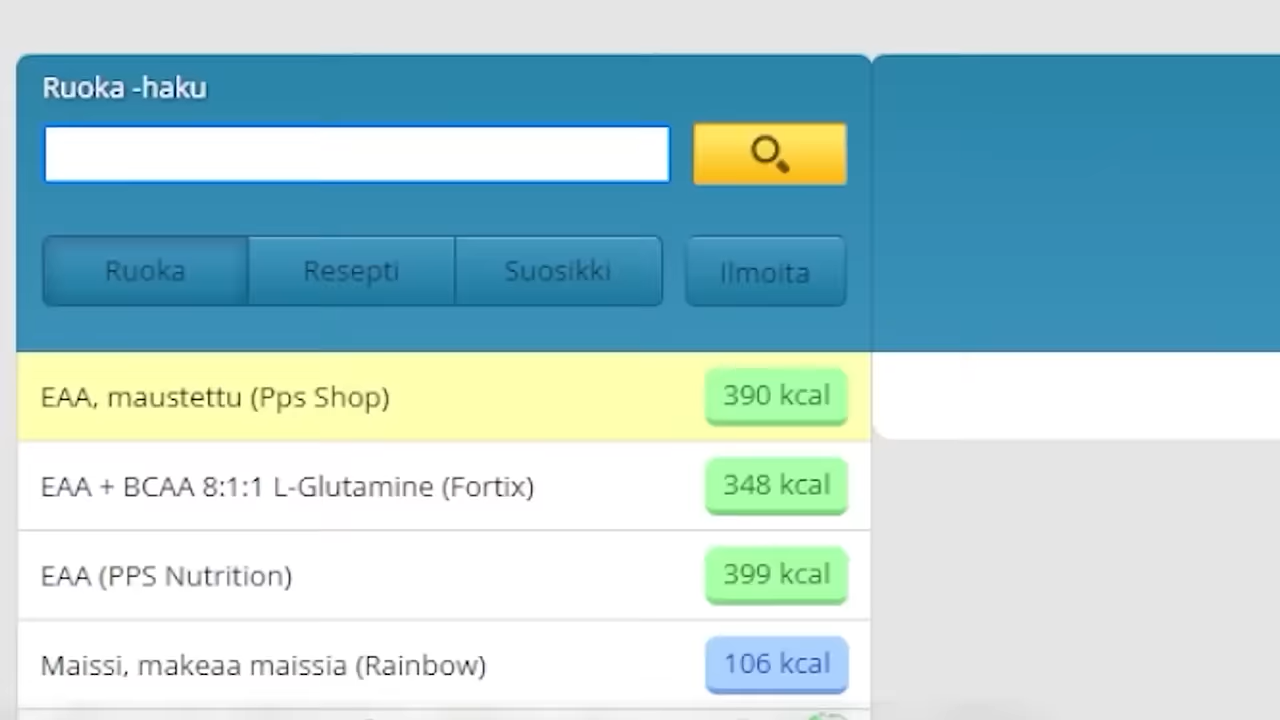 Ruoka -haku
Ruoka Resepti Suosikki Ilmoita
EAA, maustettu (Pps Shop) 390 kcal
EAA + BCAA 8:1:1 L-Glutamine (Fortix) 348 kcal
EAA (PPS Nutrition) 399 kcal
Maissi, makeaa maissia (Rainbow) 106 kcal